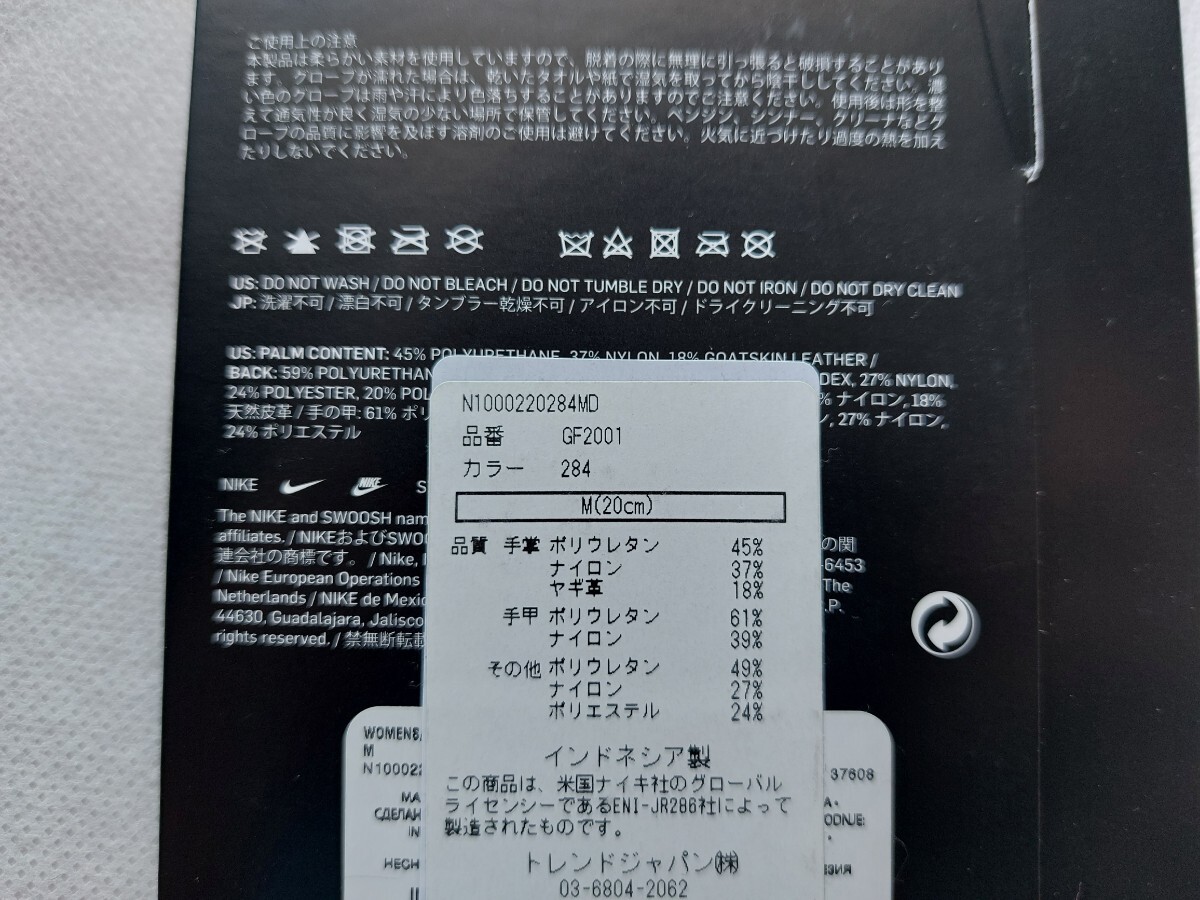 ご使用上の注意
本製品は柔らかい素材を使用していますので、脱着の際に無理に引っ張ると破損することがあり
ます。グローブが濡れた場合は、乾いたタオルや紙で湿気を取ってから陰干ししてください。濃
い色のグローブは雨や汗により色落ちすることがありますのでご注意ください。使用後は形を整
えて通気性が良く湿気の少ない場所で保管してください。ベンジン、シンナー、クリーナなどグ
ローブの品質に影響を及ぼす溶剤のご使用は避けてください。火気に近づけたり過度の熱を加え
たりしないでください。
US: DO NOT WASH / DO NOT BLEACH / DO NOT TUMBLE DRY / DO NOT IRON / DO NOT DRY CLEAN
JP: 洗濯不可 / 漂白不可 / タンブラー乾燥不可 / アイロン不可 / ドライクリーニング不可
US: PALM CONTENT: 45% POLYURETHANE, 37% NYLON, 18% GOATSKIN LEATHER /
BACK: 59% POLYURETHAN DEX, 27% NYLON,
24% POLYESTER, 20% POL % ナイロン, 18%
天然皮革 / 手の甲: 61% ポリ ン, 27% ナイロン,
24% ポリエステル
NIKE NIKE S
The NIKE and SWOOSH nam
affiliates. / NIKEおよびSWOO の関
連会社の商標です。 / Nike, -6453
/ Nike European Operations The
Netherlands / NIKE de Mexic .P.
44630, Guadalajara, Jalisco
rights reserved. / 禁無断転載
N1000220284MD
品番 GF2001
カラー 284
M(20cm)
品質 手掌 ポリウレタン 45%
ナイロン 37%
ヤギ革 18%
手甲 ポリウレタン 61%
ナイロン 39%
その他 ポリウレタン 49%
ナイロン 27%
ポリエステル 24%
インドネシア製
この商品は、米国ナイキ社のグローバル
ライセンシーであるENI-JR286社によって
製造されたものです。
トレンドジャパン㈱
03-6804-2062
WOMENS
M
N10002 37608
MA A.
СДЕЛАН ODNJE:
IN
НЕСН ЕЗИЯ